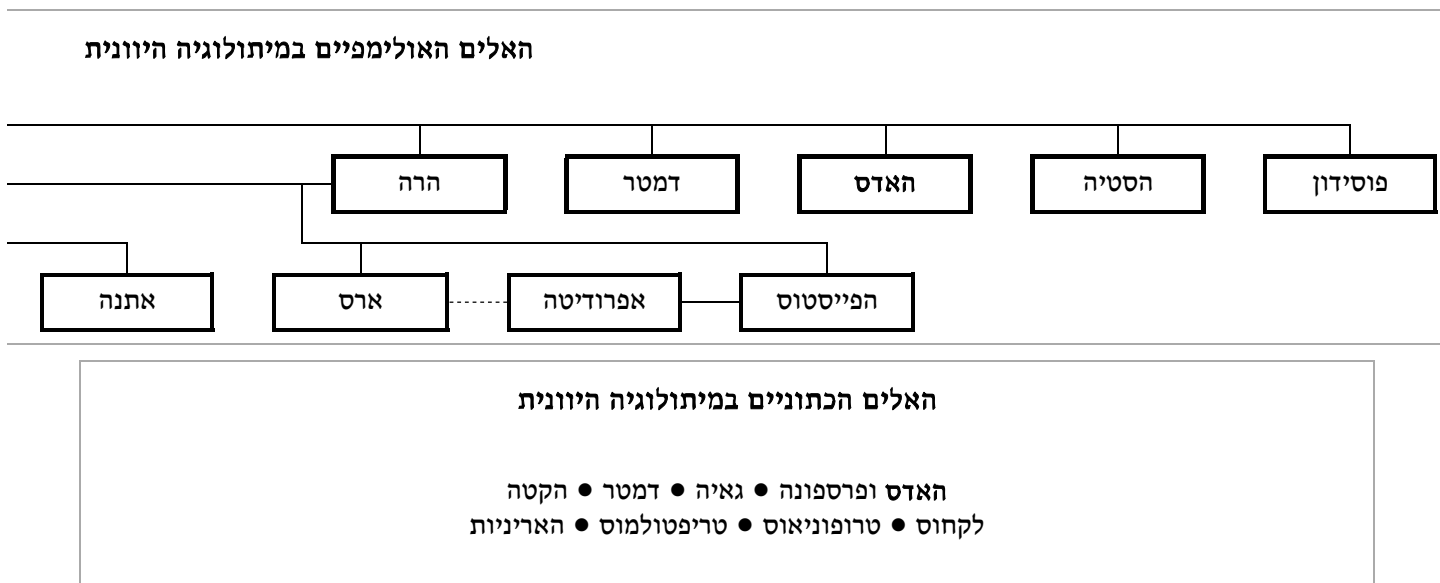 האלים האולימפיים במיתולוגיה היוונית
פוסידון הסטיה האדס דמטר הרה
הפייסטוס אפרודיטה ארס אתנה
האלים הכתוניים במיתולוגיה היוונית
האדס ופרספונה ● גאיה ● דמטר ● הקטה
לקחוס ● טרופוניאוס ● טריפטולמוס ● האריניות